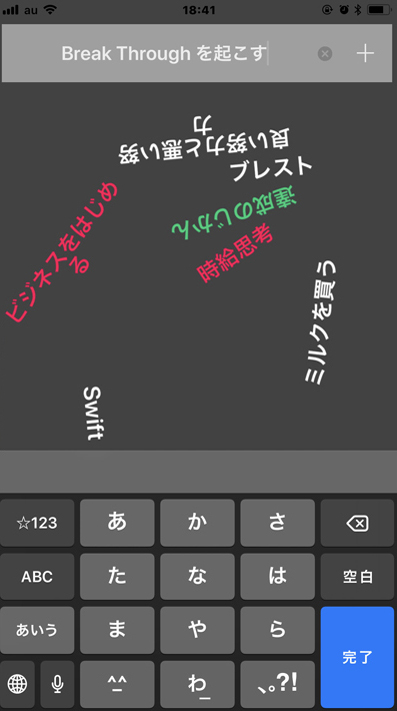 au 18:41
Break Through を起こす
良い努力と悪い努
力
ブレスト
達成のじかん
時給思考
ビジネスをはじめ
る
ミルクを買う
Swift
☆123 あ か さ
ABC た な は 空白
あいう ま や ら 完了
^_^ わ_ 、。?!